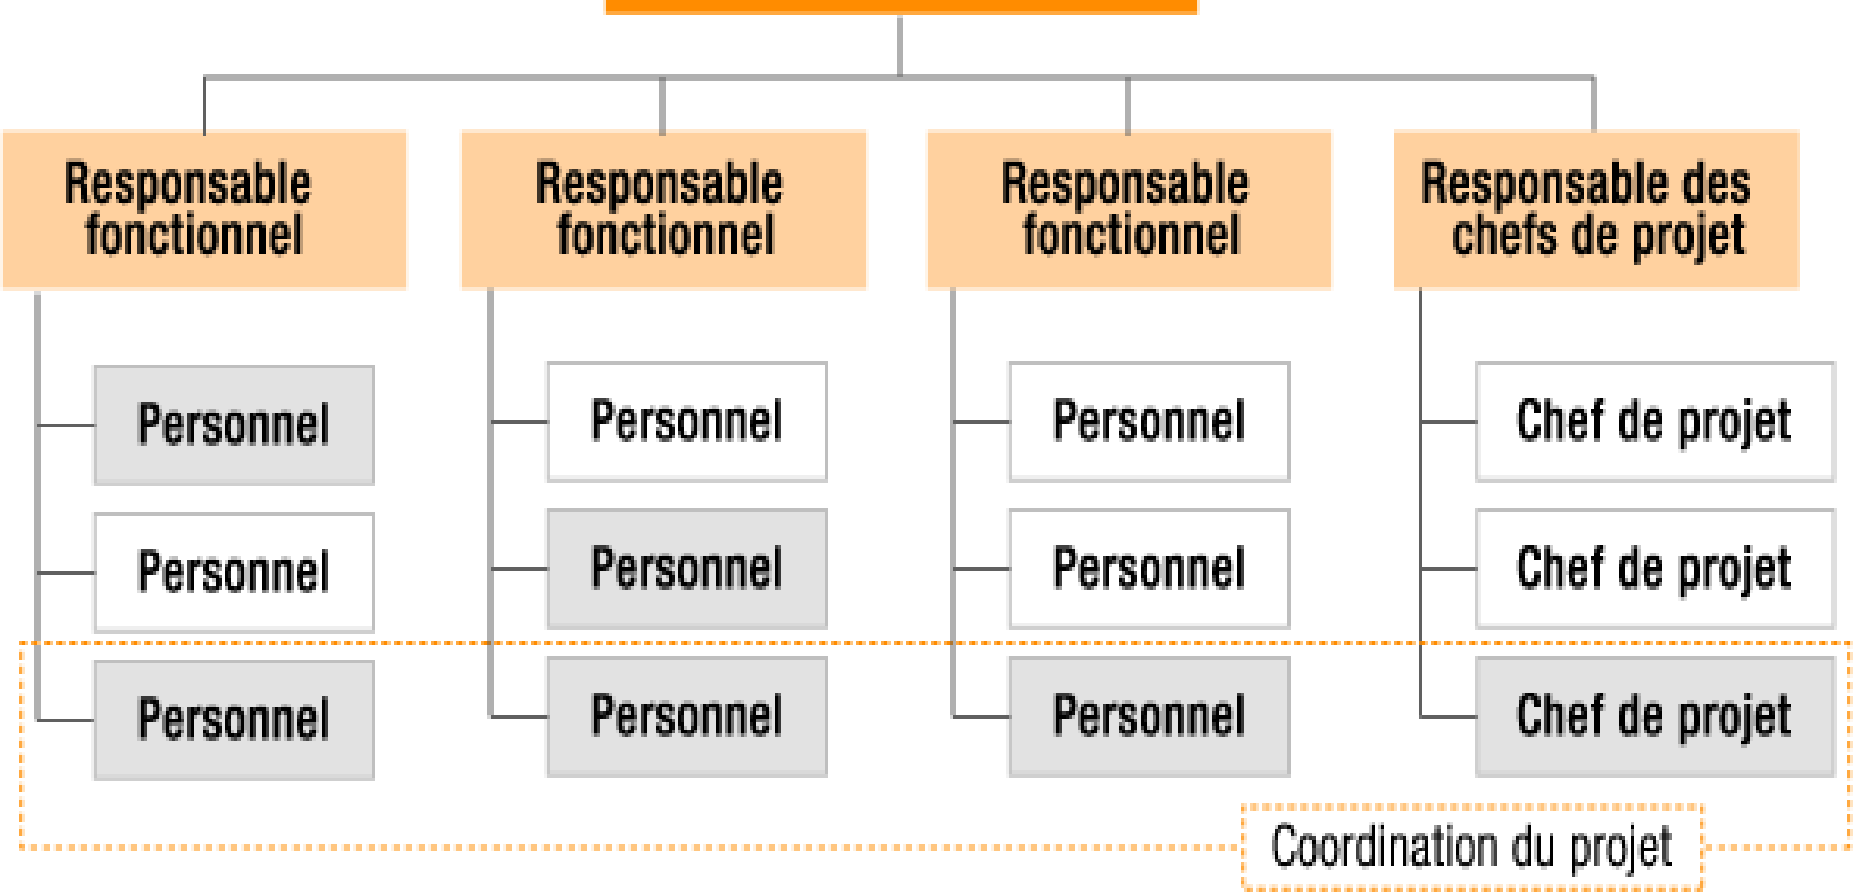 Responsable
fonctionnel
Responsable
fonctionnel
Responsable
fonctionnel
Responsable des
chefs de projet
Personnel
Personnel
Personnel
Chef de projet
Personnel
Personnel
Personnel
Chef de projet
Personnel
Personnel
Personnel
Chef de projet
Coordination du projet